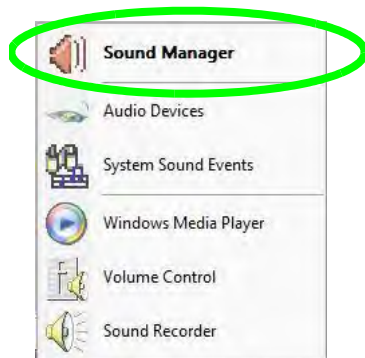 Sound Manager
Audio Devices
System Sound Events
Windows Media Player
Volume Control
Sound Recorder